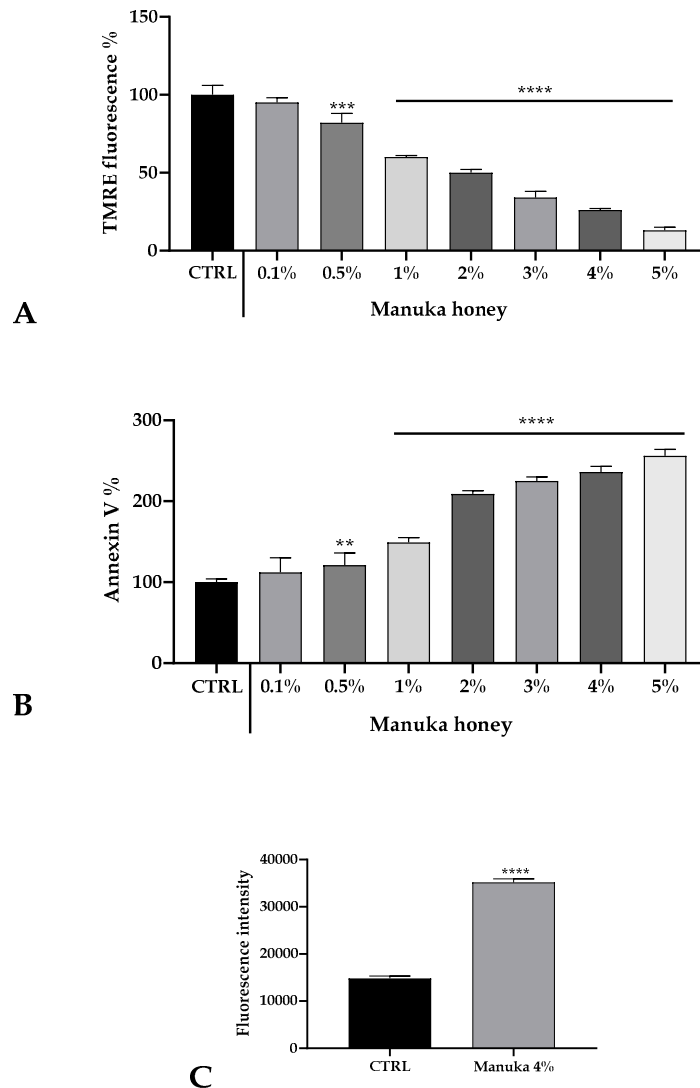 150
100
50
0
TMRE fluorescence %
***
****
CTRL 0.1% 0.5% 1% 2% 3% 4% 5%
Manuka honey
A
300
200
100
0
Annexin V %
**
****
CTRL 0.1% 0.5% 1% 2% 3% 4% 5%
Manuka honey
B
40000
30000
20000
10000
0
Fluorescence intensity
****
CTRL Manuka 4%
C